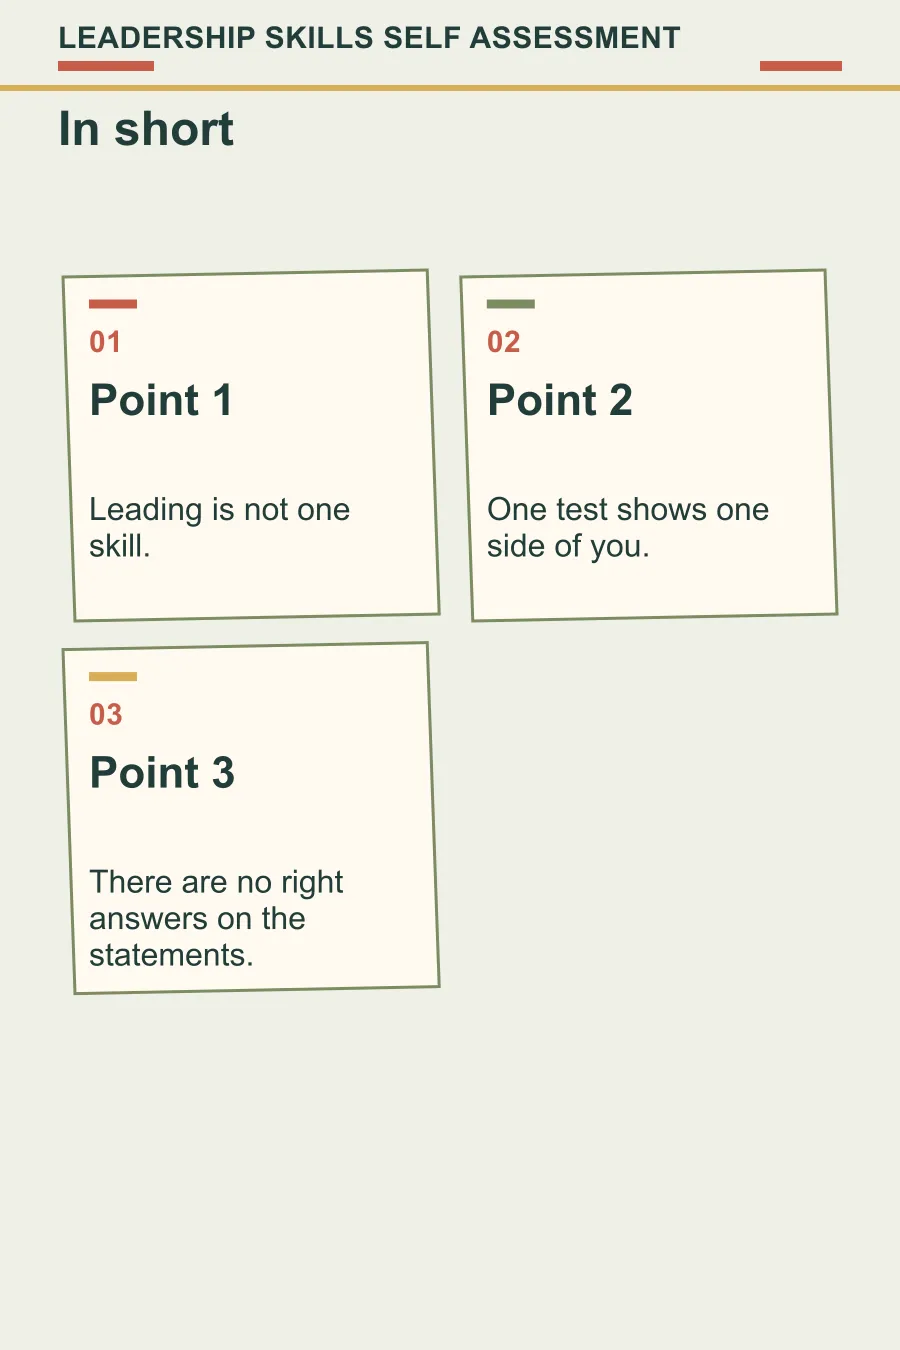 LEADERSHIP SKILLS SELF ASSESSMENT
In short
01
Point 1
Leading is not one
skill.
02
Point 2
One test shows one
side of you.
03
Point 3
There are no right
answers on the
statements.